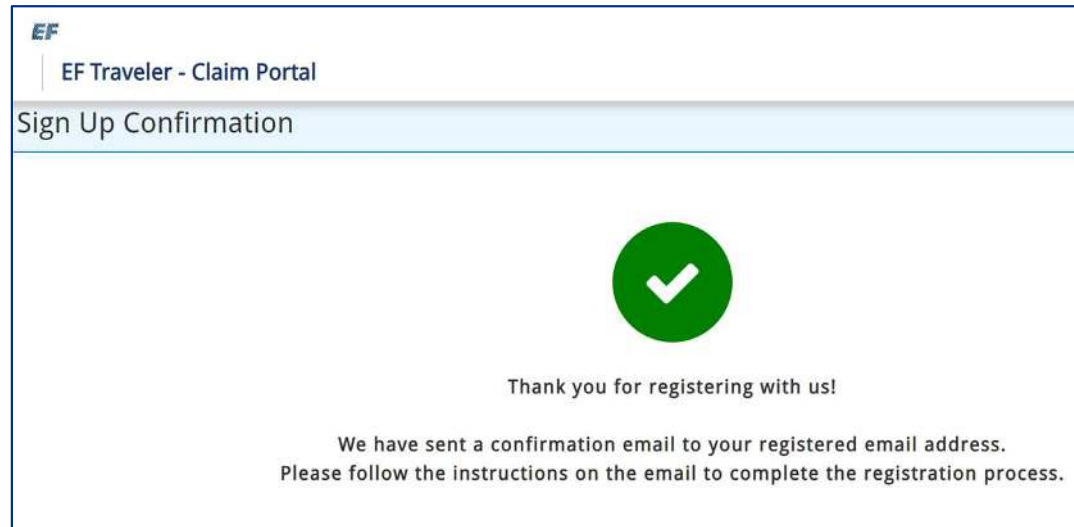 EF
EF Traveler - Claim Portal
Sign Up Confirmation
Thank you for registering with us!
We have sent a confirmation email to your registered email address.
Please follow the instructions on the email to complete the registration process.